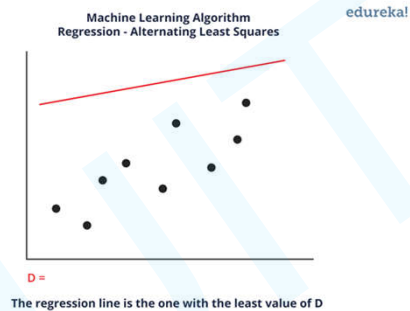 edureka!
Machine Learning Algorithm
Regression - Alternating Least Squares
D =
The regression line is the one with the least value of D